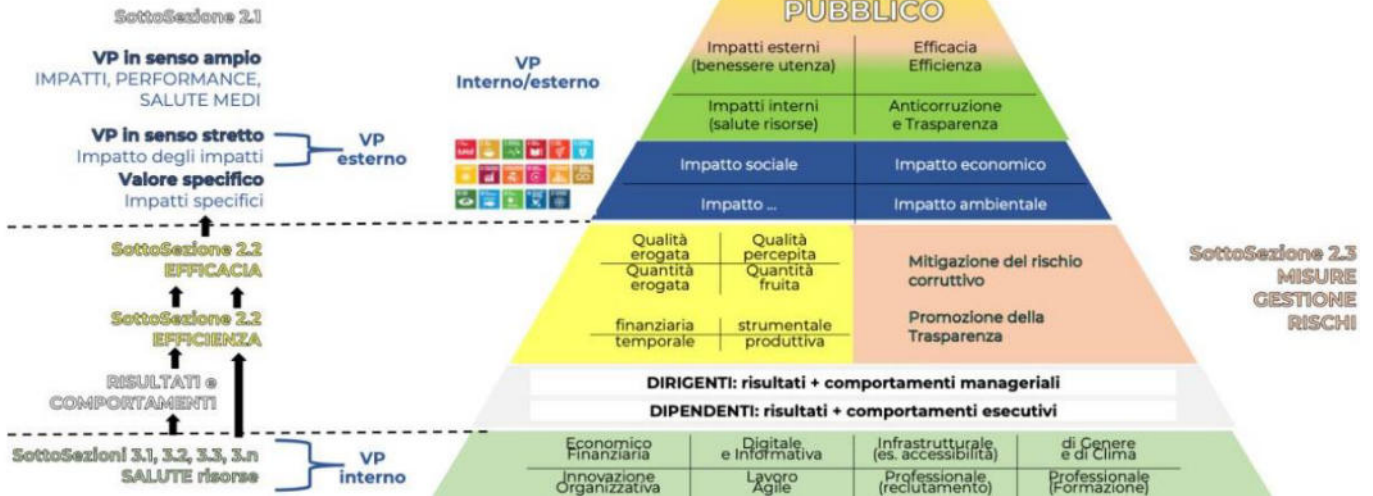 SottoSezione 2.1
VP in senso ampio
IMPATTI, PERFORMANCE,
SALUTE MEDI
VP in senso stretto
Impatto degli impatti
Valore specifico
Impatti specifici
VP
esterno
VP
Interno/esterno
PUBBLICO
Impatti esterni
(benessere utenza)
Efficacia
Efficienza
Impatti interni
(salute risorse)
Anticorruzione
e Trasparenza
Impatto sociale
Impatto economico
Impatto ...
Impatto ambientale
SottoSezione 2.2
EFFICACIA
SottoSezione 2.2
EFFICIENZA
RISULTATI e
COMPORTAMENTI
Qualità
erogata
Qualità
percepita
Quantità
erogata
Quantità
fruita
finanziaria
temporale
strumentale
produttiva
Mitigazione del rischio
corruttivo
Promozione della
Trasparenza
SottoSezione 2.3
MISURE
GESTIONE
RISCHI
DIRIGENTI: risultati + comportamenti manageriali
DIPENDENTI: risultati + comportamenti esecutivi
SottoSezioni 3.1, 3.2, 3.3, 3.n
SALUTE risorse
VP
interno
Economico
Finanziaria
Digitale
e Informativa
Infrastrutturale
(es. accessibilità)
di Genere
e di Clima
Innovazione
Organizzativa
Lavoro
Agile
Professionale
(reclutamento)
Professionale
(Formazione)